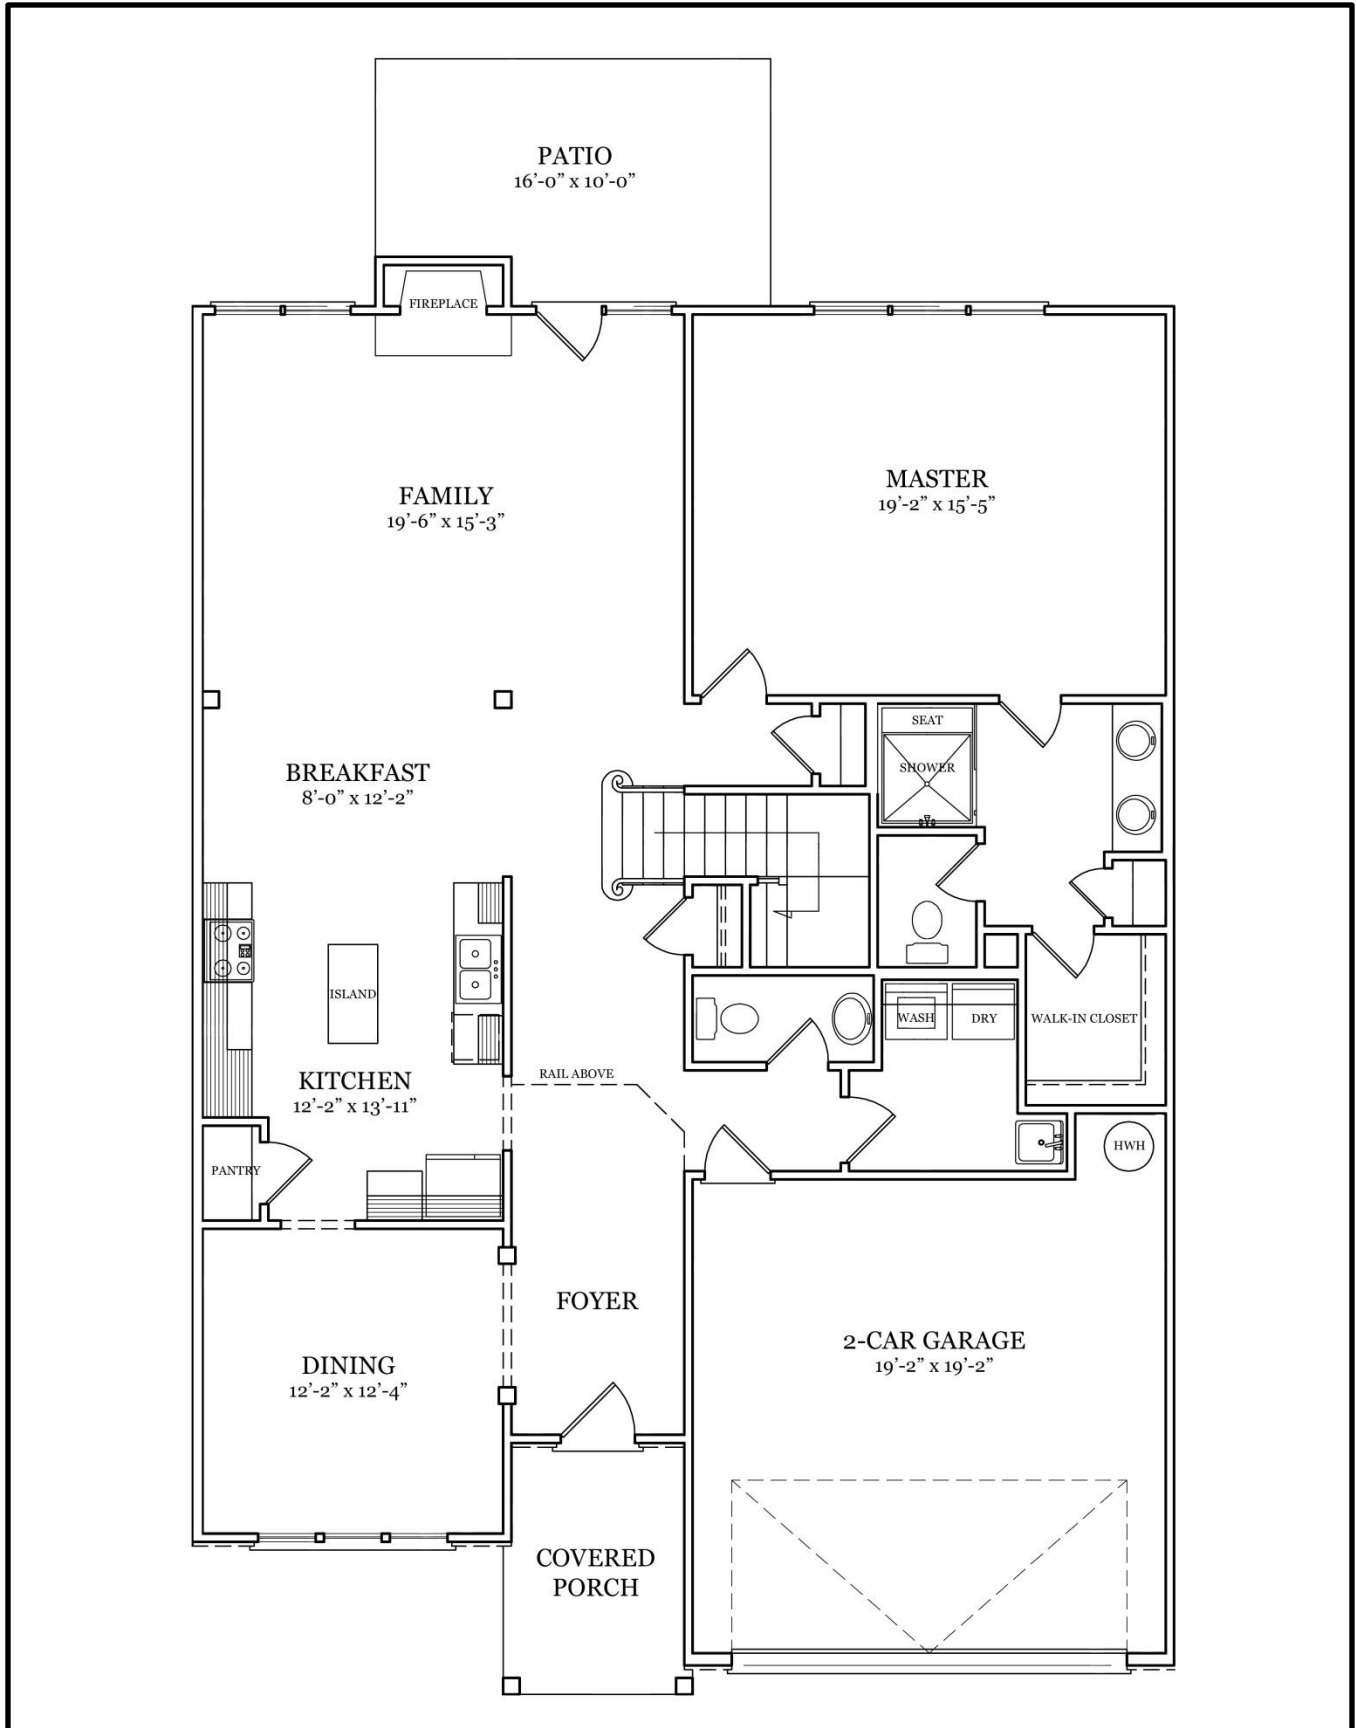 PATIO
16’-0” x 10’-0”
FIREPLACE
FAMILY
19’-6” x 15’-3”
MASTER
19’-2” x 15’-5”
SEAT
SHOWER
BREAKFAST
8’-0” x 12’-2”
ISLAND
WASH
DRY
WALK-IN CLOSET
KITCHEN
12’-2” x 13’-11”
RAIL ABOVE
PANTRY
HWH
FOYER
2-CAR GARAGE
19’-2” x 19’-2”
DINING
12’-2” x 12’-4”
COVERED
PORCH